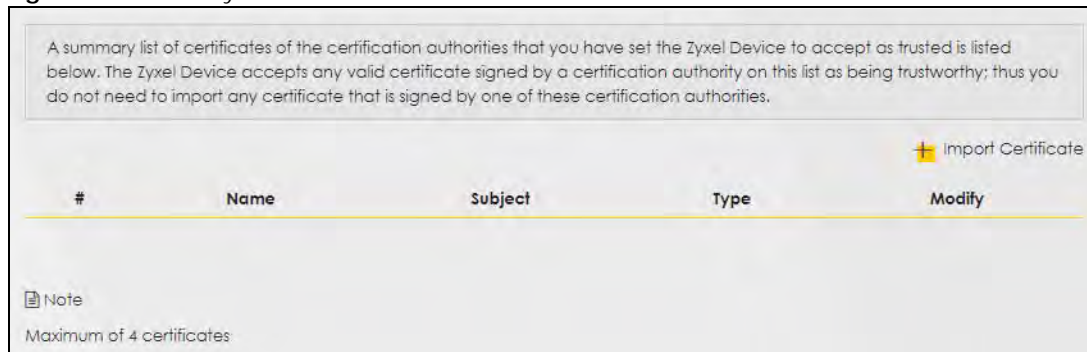 A summary list of certificates of the certification authorities that you have set the Zyxel Device to accept as trusted is listed
below. The Zyxel Device accepts any valid certificate signed by a certification authority on this list as being trustworthy; thus you
do not need to import any certificate that is signed by one of these certification authorities.
+ Import Certificate
# Name Subject Type Modify
Note
Maximum of 4 certificates